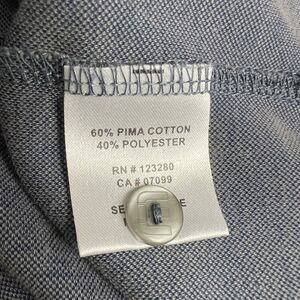 60% PIMA COTTON
40% POLYESTER
RN # 123280
CA # 07099